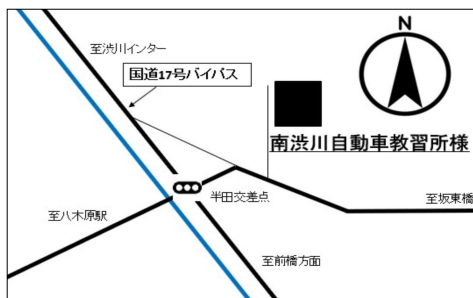 至渋川インター
N
国道17号バイパス
南渋川自動車教習所様
半田交差点
至坂東橋
至八木原駅
至前橋方面